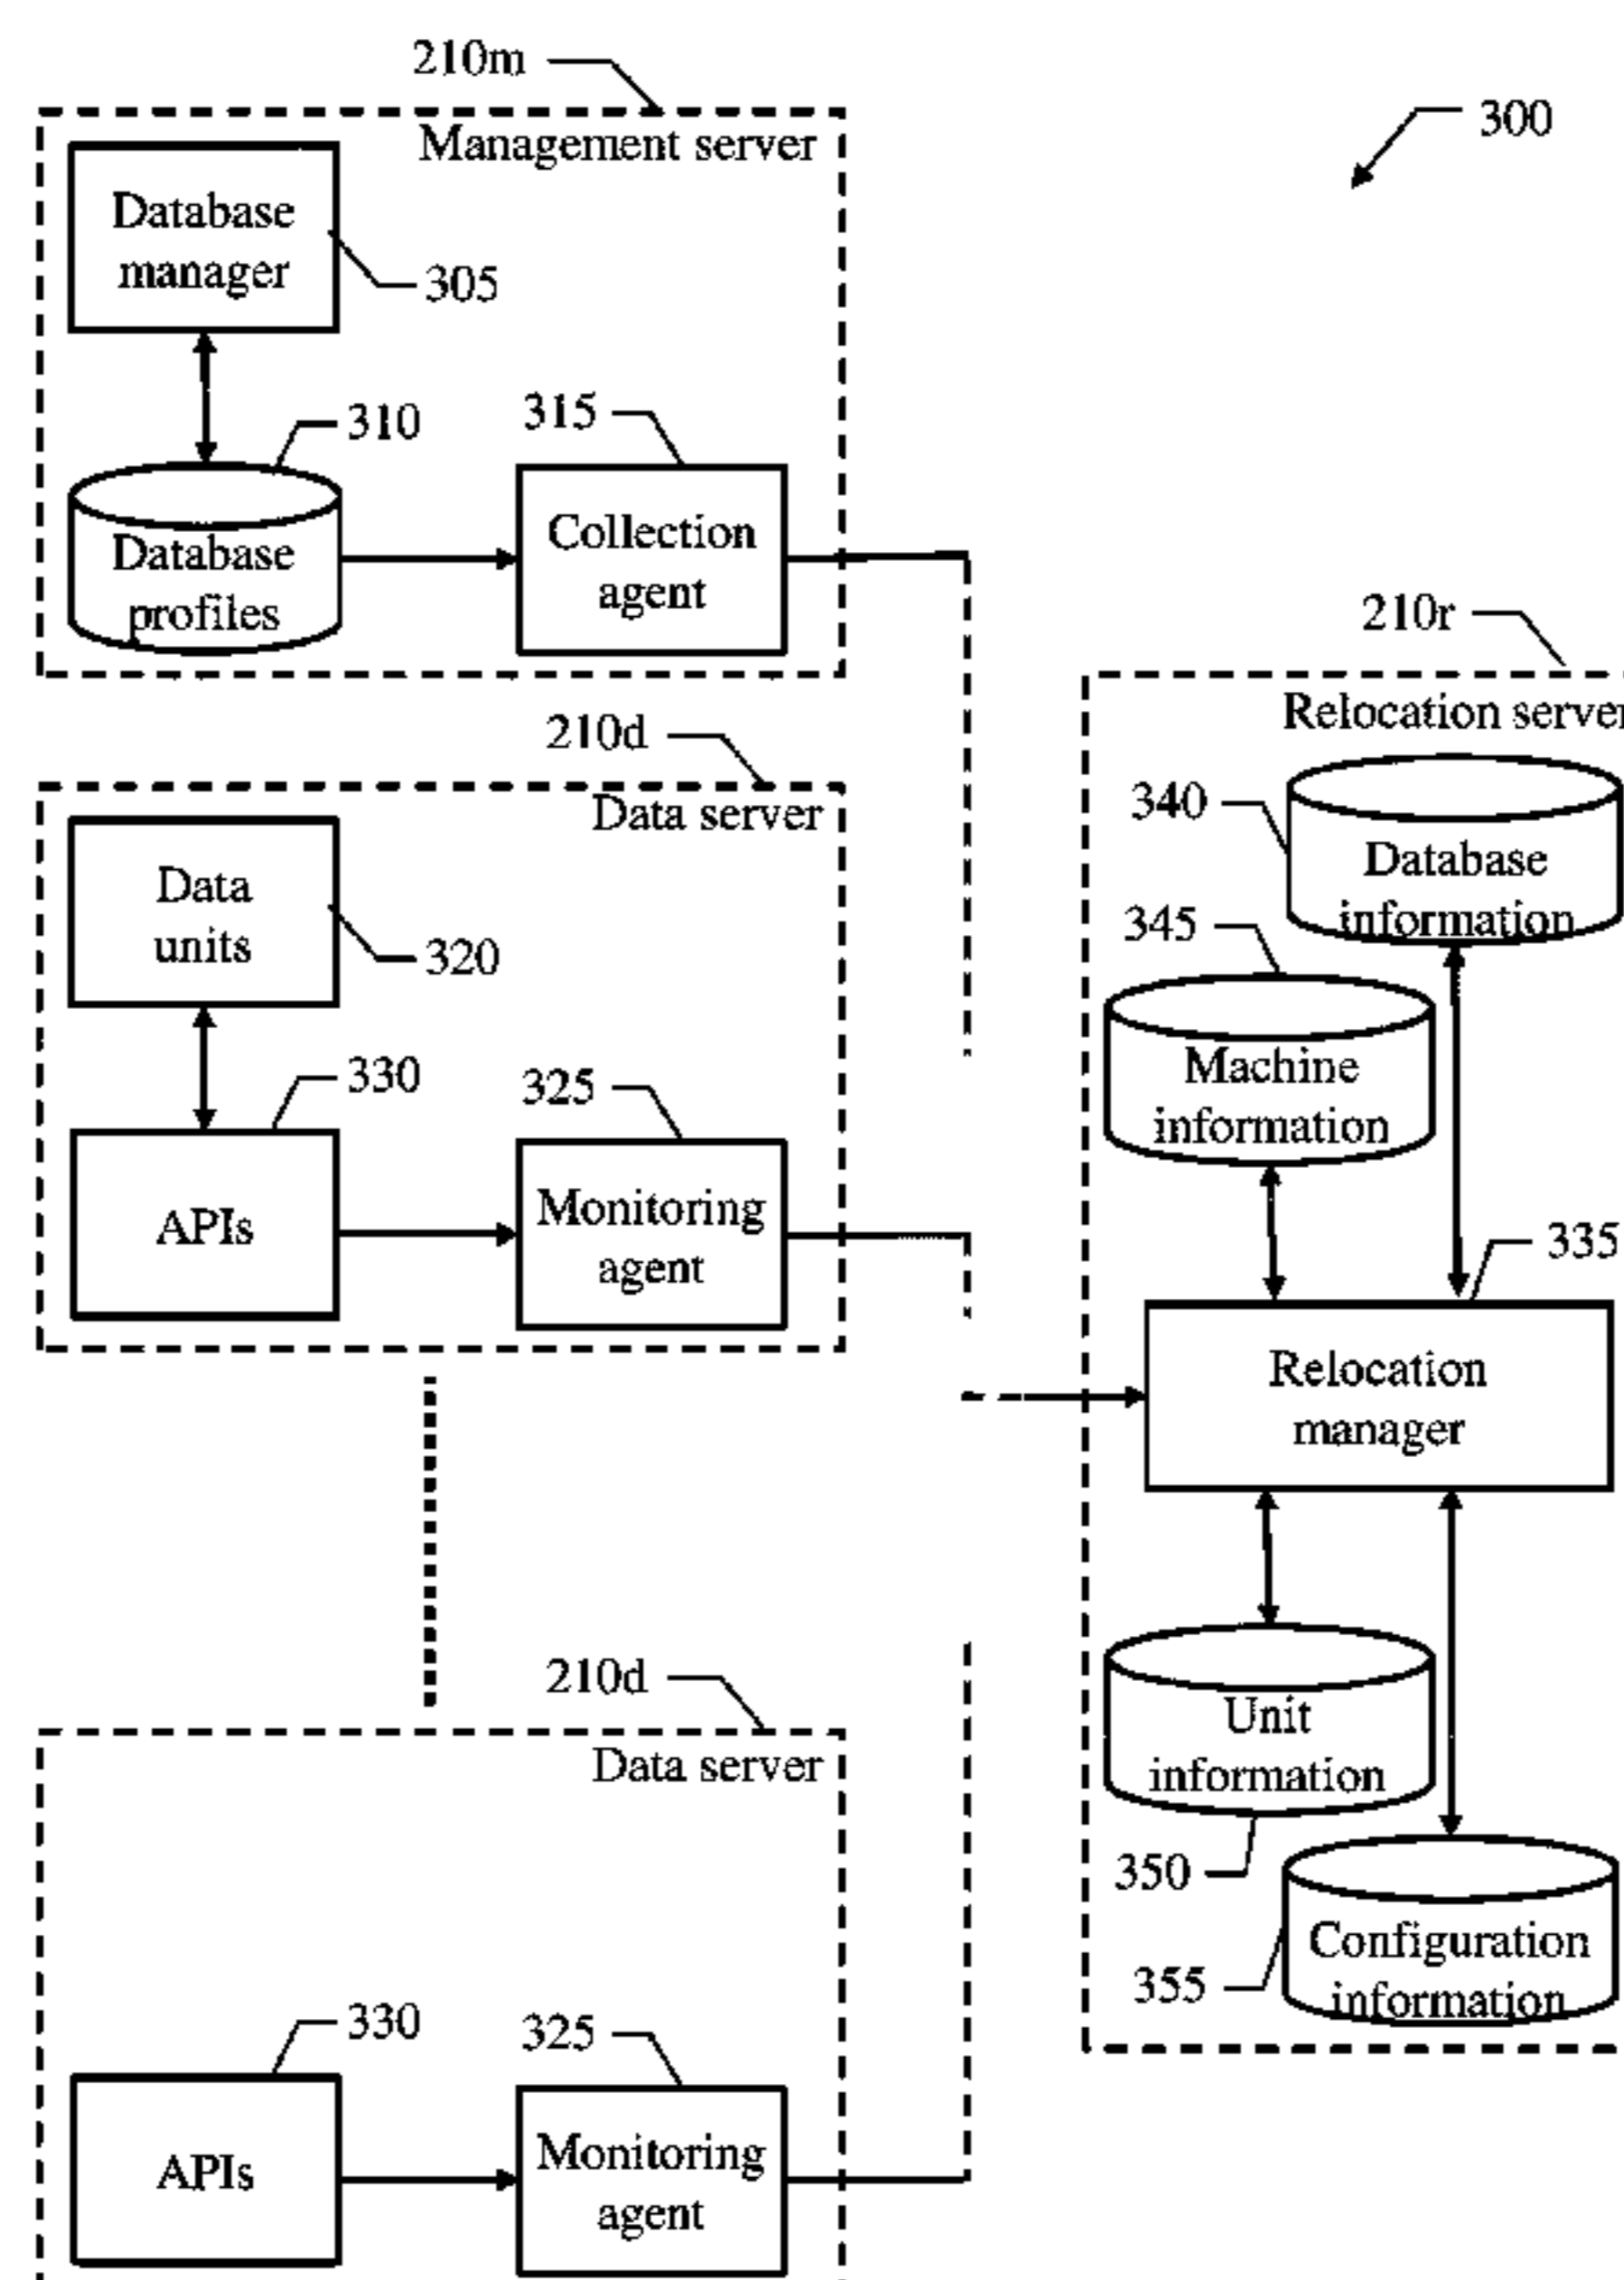 210m
300
Management server
Database
manager
305
310
315
Database
profiles
Collection
agent
210r
210d
Relocation server
Data server
340
Data
units
Database
information
320
345
330
325
Machine
information
APIs
Monitoring
agent
335
Relocation
manager
210d
Data server
Unit
information
350
Configuration
information
355
330
325
APIs
Monitoring
agent